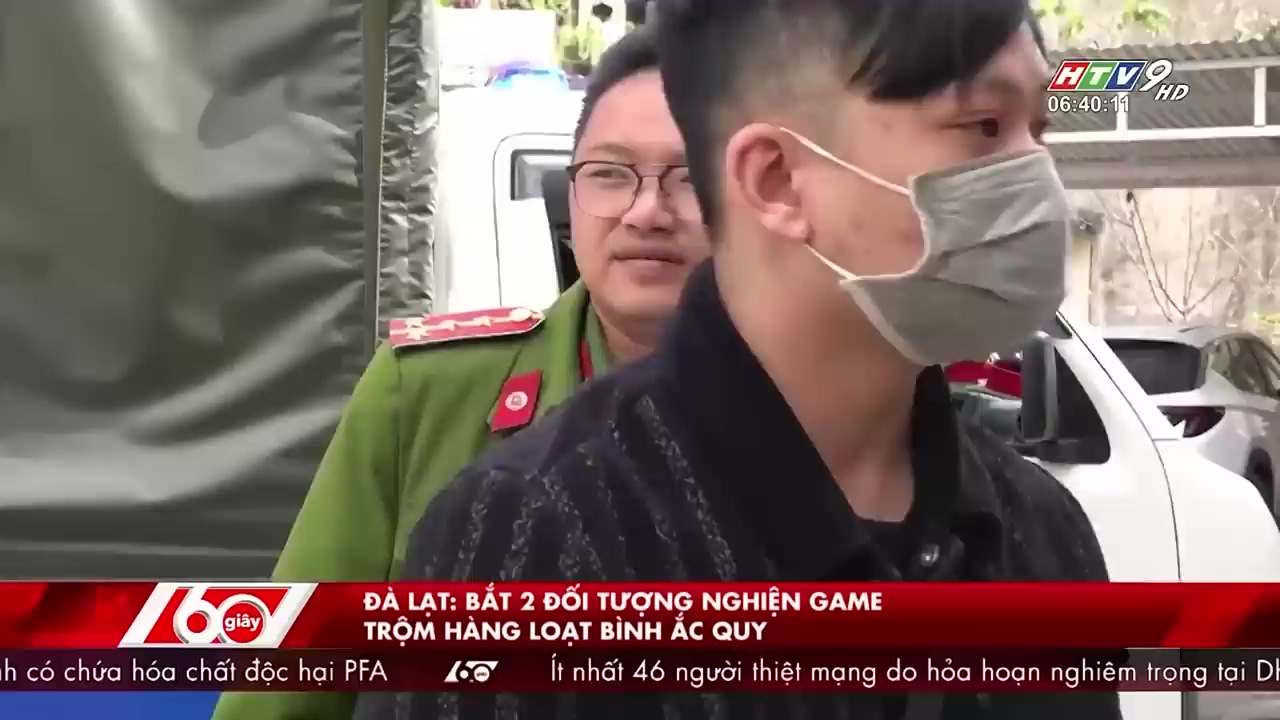 HTV9 HD
06:40:11
60 giây
ĐÀ LẠT: BẮT 2 ĐỐI TƯỢNG NGHIỆN GAME
TRỘM HÀNG LOẠT BÌNH ẮC QUY
có chứa hóa chất độc hại PFA 60 Ít nhất 46 người thiệt mạng do hỏa hoạn nghiêm trọng tại